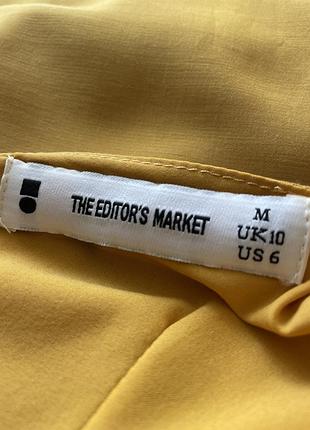 THE EDITOR'S MARKET
M
UK10
US 6